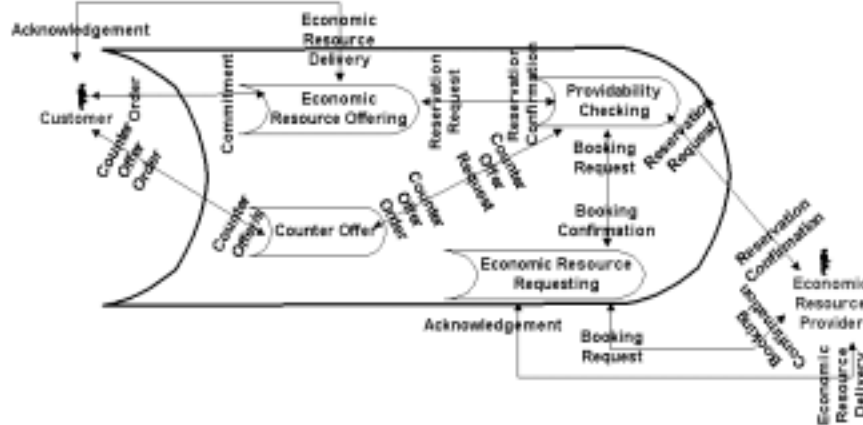 Acknowledgement
Economic
Resource
Delivery
Customer
Order
Commitment
Economic
Resource Offering
Reservation
Request
Reservation
Confirmation
Providability
Checking
Reservation
Request
Counter
Offer
Order
Counter
Offer
Counter Offer
Counter
Offer
Order
Counter
Offer
Request
Booking
Request
Booking
Confirmation
Economic Resource
Requesting
Reservation
Confirmation
Economic
Resource
Provider
Acknowledgement
Booking
Request
Booking
Confirmation
Economic
Resource
Delivery